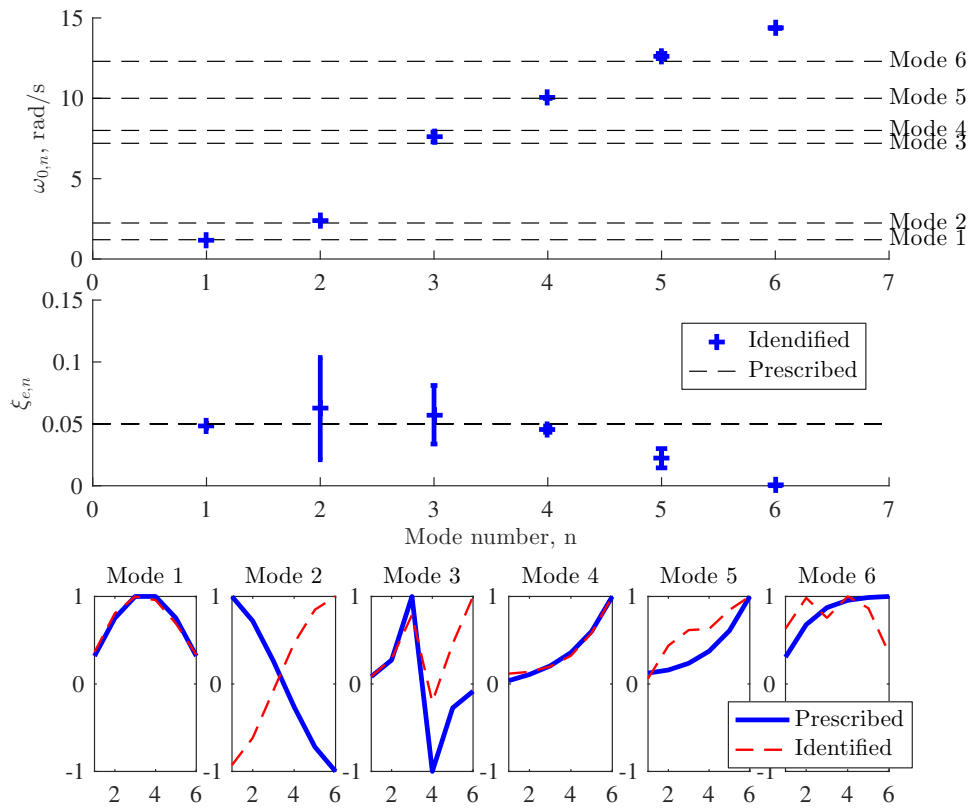 15
10
5
0
ω0,n, rad/s
Mode 6
Mode 5
Mode 4
Mode 3
Mode 2
Mode 1
0 1 2 3 4 5 6 7
0.15
0.1
0.05
0
ξe,n
Idendified
Prescribed
0 1 2 3 4 5 6 7
Mode number, n
Mode 1 Mode 2 Mode 3 Mode 4 Mode 5 Mode 6
1 1 1 1 1 1
0 0 0 0 0 0
-1 -1 -1 -1 -1 -1
Prescribed
Identified
2 4 6 2 4 6 2 4 6 2 4 6 2 4 6 2 4 6